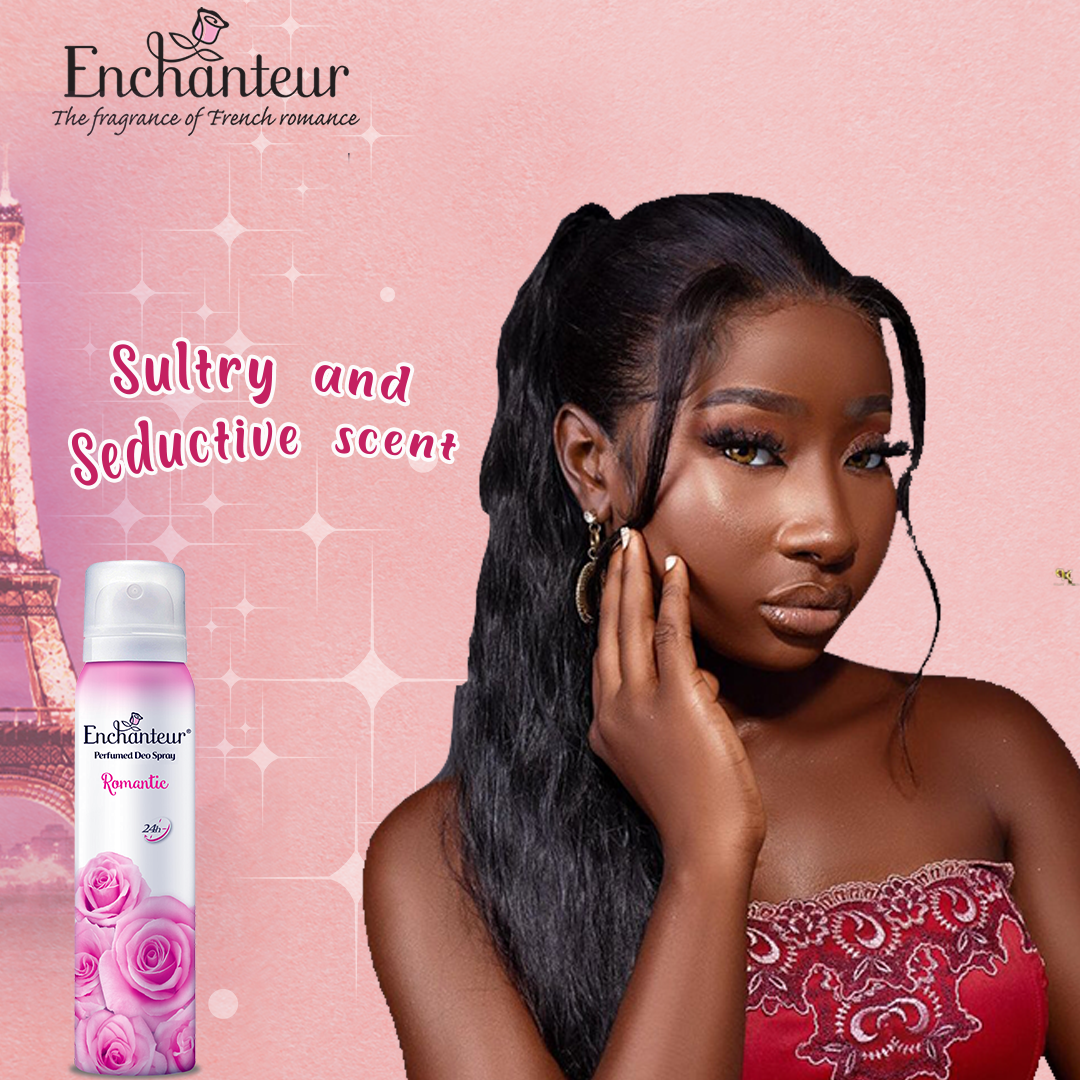 Enchanteur
The fragrance of French romance
Sultry and
Seductive scent
Enchanteur®
Perfumed Deo Spray
Romantic
24h